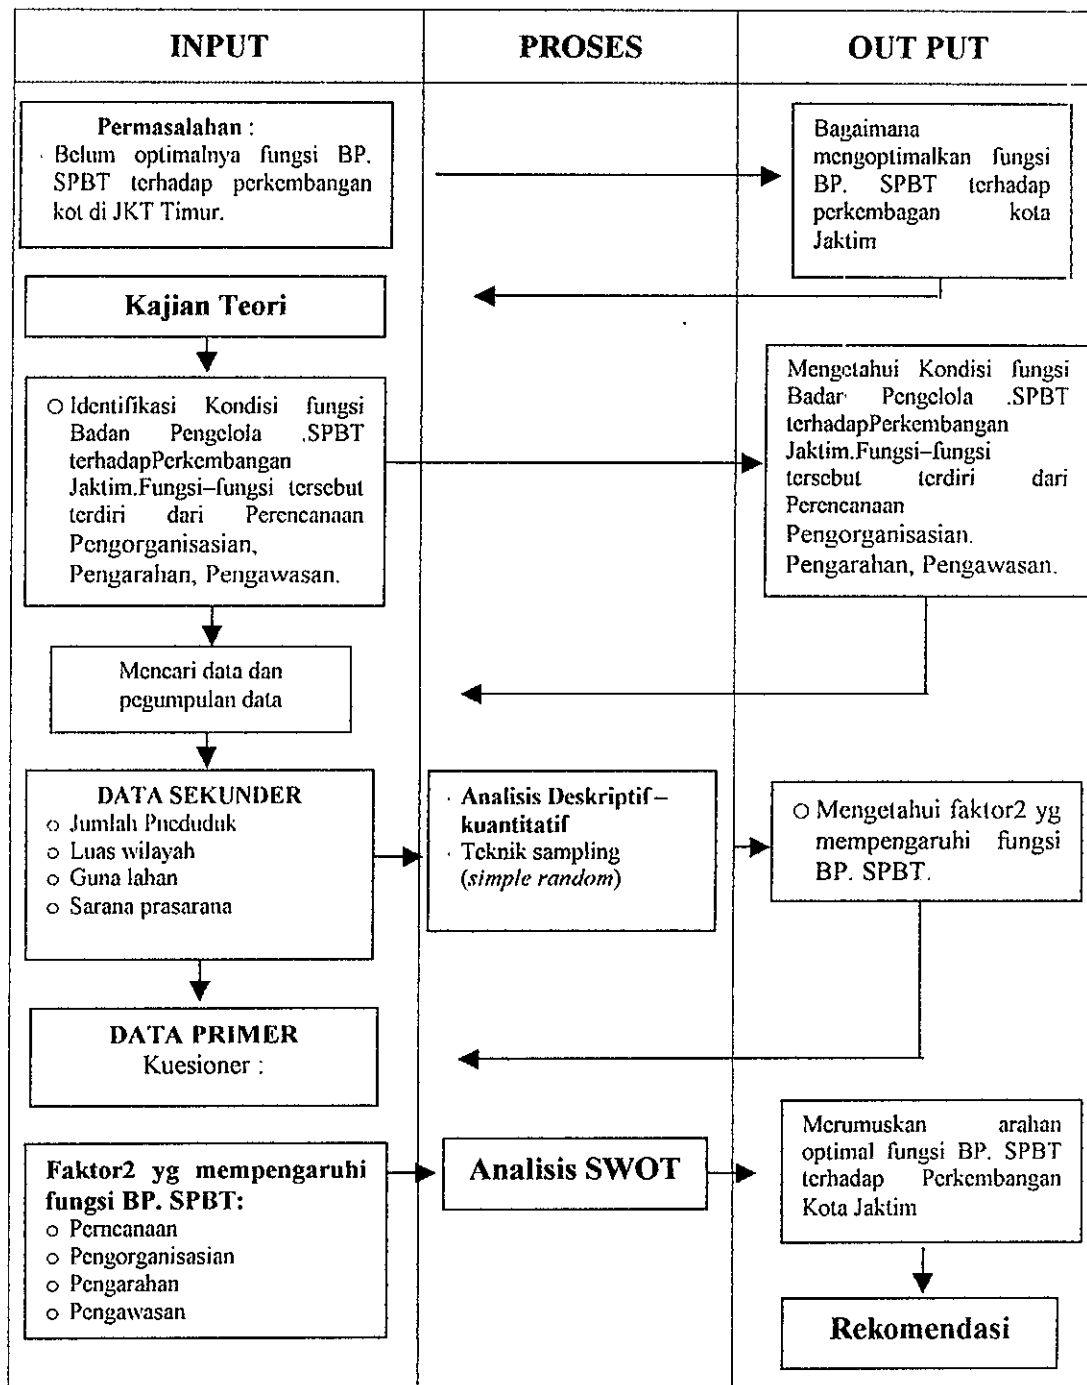 INPUT
PROSES
OUT PUT
Permasalahan :
Belum optimalnya fungsi BP.
SPBT terhadap perkembangan
kot di JKT Timur.
Bagaimana
mengoptimalkan fungsi
BP. SPBT terhadap
perkembagan kota
Jaktim
Kajian Teori
○ Identifikasi Kondisi fungsi
Badan Pengelola .SPBT
terhadapPerkembangan
Jaktim.Fungsi–fungsi tersebut
terdiri dari Perencanaan
Pengorganisasian,
Pengarahan, Pengawasan.
Mengetahui Kondisi fungsi
Badan Pengelola .SPBT
terhadapPerkembangan
Jaktim.Fungsi–fungsi
tersebut terdiri dari
Perencanaan
Pengorganisasian.
Pengarahan, Pengawasan.
Mencari data dan
pegumpulan data
DATA SEKUNDER
○ Jumlah Pneduduk
○ Luas wilayah
○ Guna lahan
○ Sarana prasarana
· Analisis Deskriptif –
kuantitatif
· Teknik sampling
(simple random)
○ Mengetahui faktor2 yg
mempengaruhi fungsi
BP. SPBT.
DATA PRIMER
Kuesioner :
Faktor2 yg mempengaruhi
fungsi BP. SPBT:
○ Perncanaan
○ Pengorganisasian
○ Pengarahan
○ Pengawasan
Analisis SWOT
Merumuskan arahan
optimal fungsi BP. SPBT
terhadap Perkembangan
Kota Jaktim
Rekomendasi